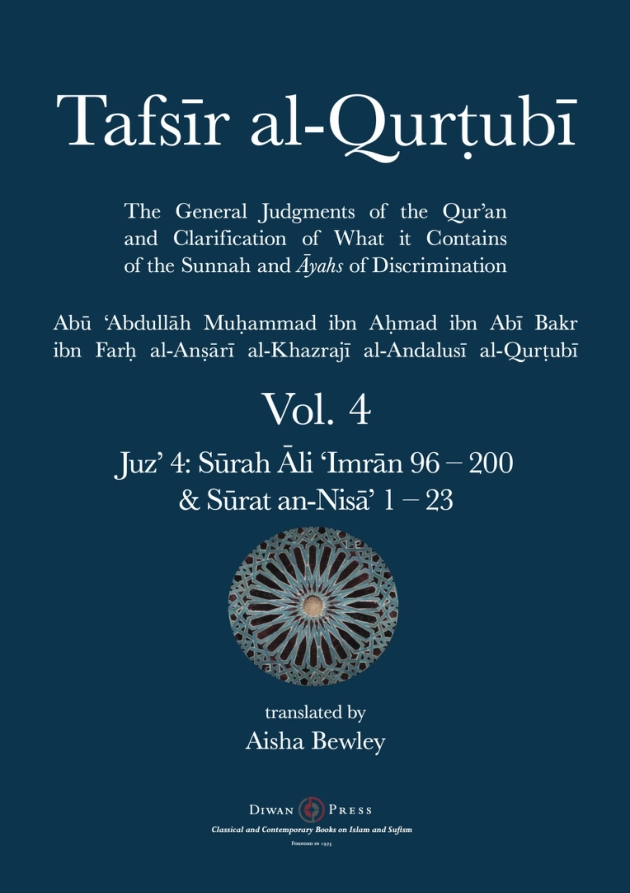 Tafsīr al-Qurṭubī
The General Judgments of the Qur’an
and Clarification of What it Contains
of the Sunnah and Āyahs of Discrimination
Abū ‘Abdullāh Muḥammad ibn Aḥmad ibn Abī Bakr
ibn Farḥ al-Anṣārī al-Khazrajī al-Andalusī al-Qurṭubī
Vol. 4
Juz’ 4: Sūrah Āli ‘Imrān 96 – 200
& Sūrat an-Nisā’ 1 – 23
translated by
Aisha Bewley
Diwan Press
Classical and Contemporary Books on Islam and Sufism
Founded in 1975